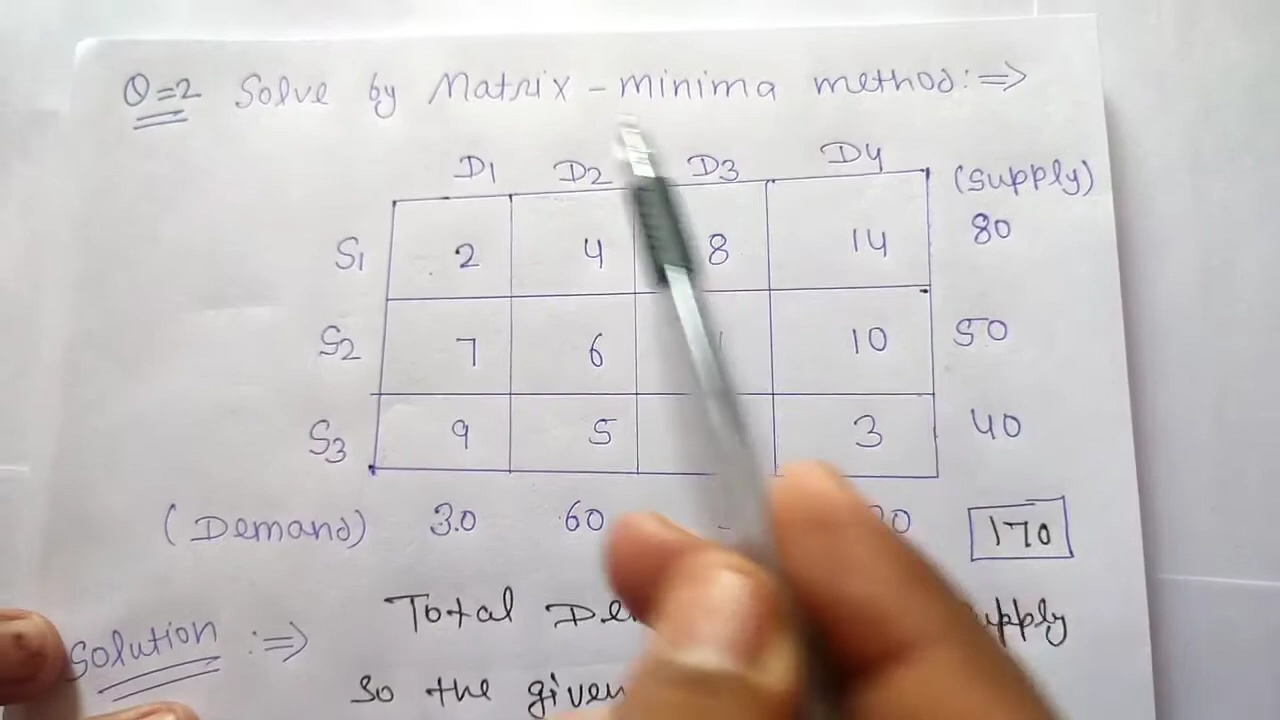 Q=2 Solve by Matrix-minima method:⇒
D1 D2 D3 D4 (supply)
S1 2 4 8 14 80
S2 7 6 10 50
S3 9 5 3 40
(Demand) 30 60 170
Total supply
Solution :⇒
so the given